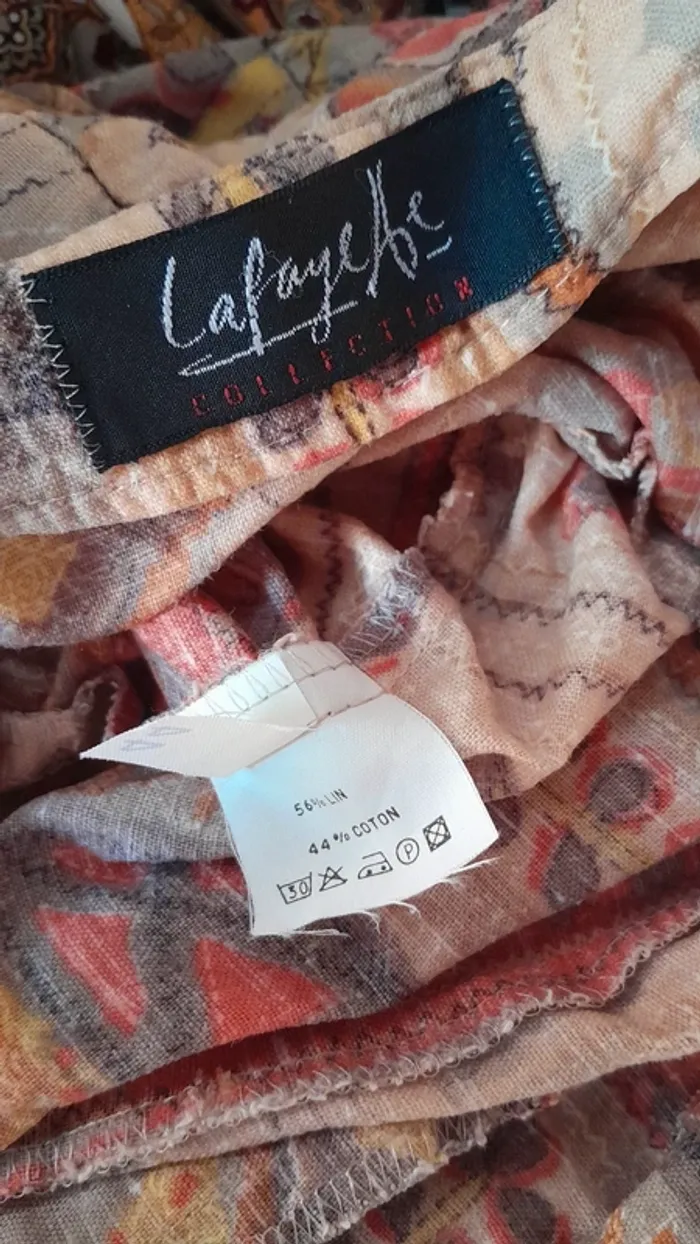 Lafayette
COLLECTION
56% LIN
44% COTON
30 P